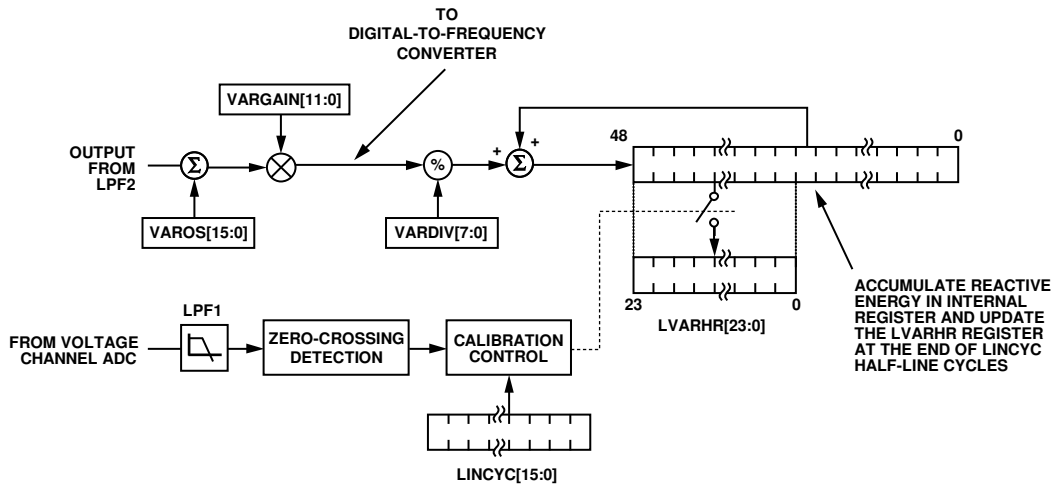 TO
DIGITAL-TO-FREQUENCY
CONVERTER
VARGAIN[11:0]
OUTPUT
FROM
LPF2
Σ
%
+
Σ
+
48
0
VAROS[15:0]
VARDIV[7:0]
23
0
LVARHR[23:0]
ACCUMULATE REACTIVE
ENERGY IN INTERNAL
REGISTER AND UPDATE
THE LVARHR REGISTER
AT THE END OF LINCYC
HALF-LINE CYCLES
LPF1
FROM VOLTAGE
CHANNEL ADC
ZERO-CROSSING
DETECTION
CALIBRATION
CONTROL
LINCYC[15:0]